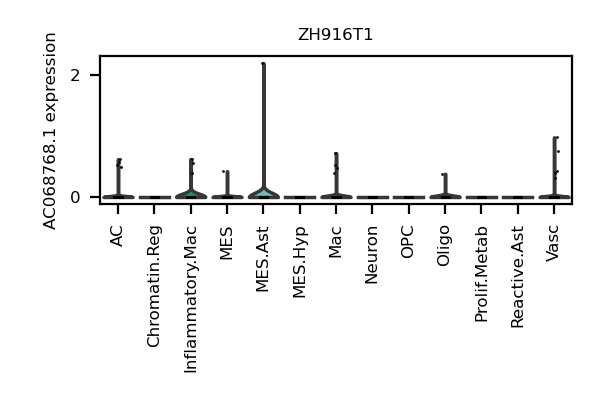 ZH916T1
AC068768.1 expression
2
0
AC
Chromatin.Reg
Inflammatory.Mac
MES
MES.Ast
MES.Hyp
Mac
Neuron
OPC
Oligo
Prolif.Metab
Reactive.Ast
Vasc